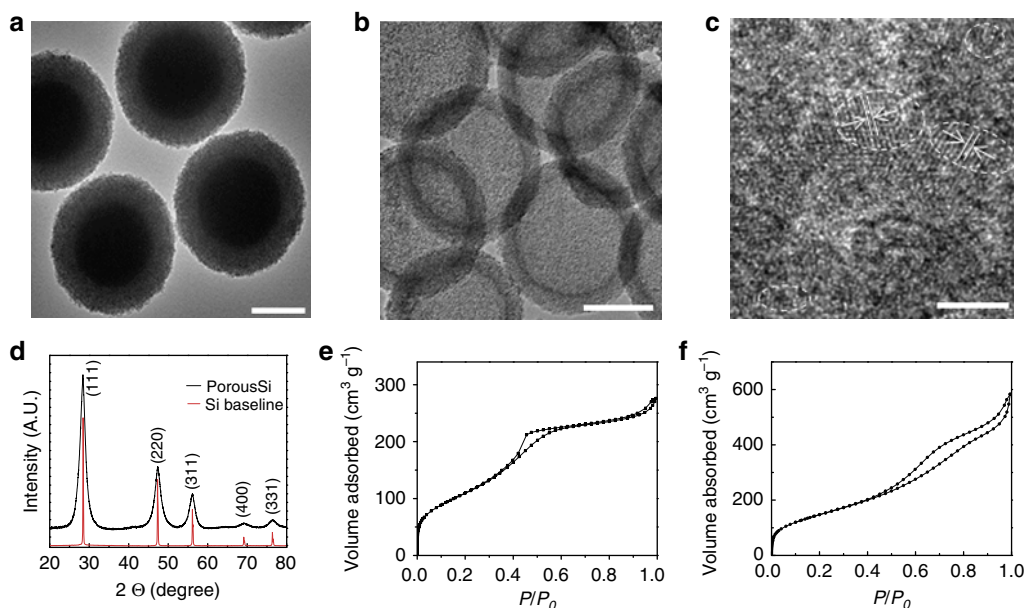 a
b
c
d
Intensity (A.U.)
(111)
(220)
(311)
(400)
(331)
PorousSi
Si baseline
20 30 40 50 60 70 80
2 Θ (degree)
e
Volume adsorbed (cm³ g⁻¹)
300
200
100
0
0.0 0.2 0.4 0.6 0.8 1.0
P/P₀
f
Volume absorbed (cm³ g⁻¹)
600
400
200
0
0.0 0.2 0.4 0.6 0.8 1.0
P/P₀